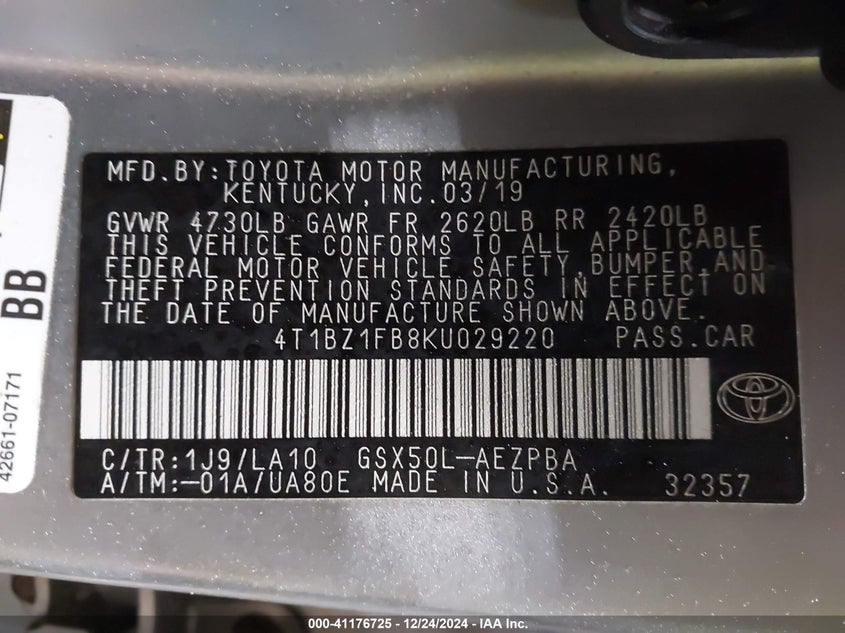 MFD.BY:TOYOTA MOTOR MANUFACTURING,
KENTUCKY,INC.03/19
GVWR 4730LB GAWR FR 2620LB RR 2420LB
THIS VEHICLE CONFORMS TO ALL APPLICABLE
FEDERAL MOTOR VEHICLE SAFETY,BUMPER,AND
THEFT PREVENTION STANDARDS IN EFFECT ON
THE DATE OF MANUFACTURE SHOWN ABOVE.
4T1BZ1FB8KU029220 PASS.CAR
C/TR:1J9/LA10 GSX50L-AEZPBA
A/TM:-01A/UA80E MADE IN U.S.A. 32357
BB
42661-07171
000-41176725 - 12/24/2024 - IAA Inc.